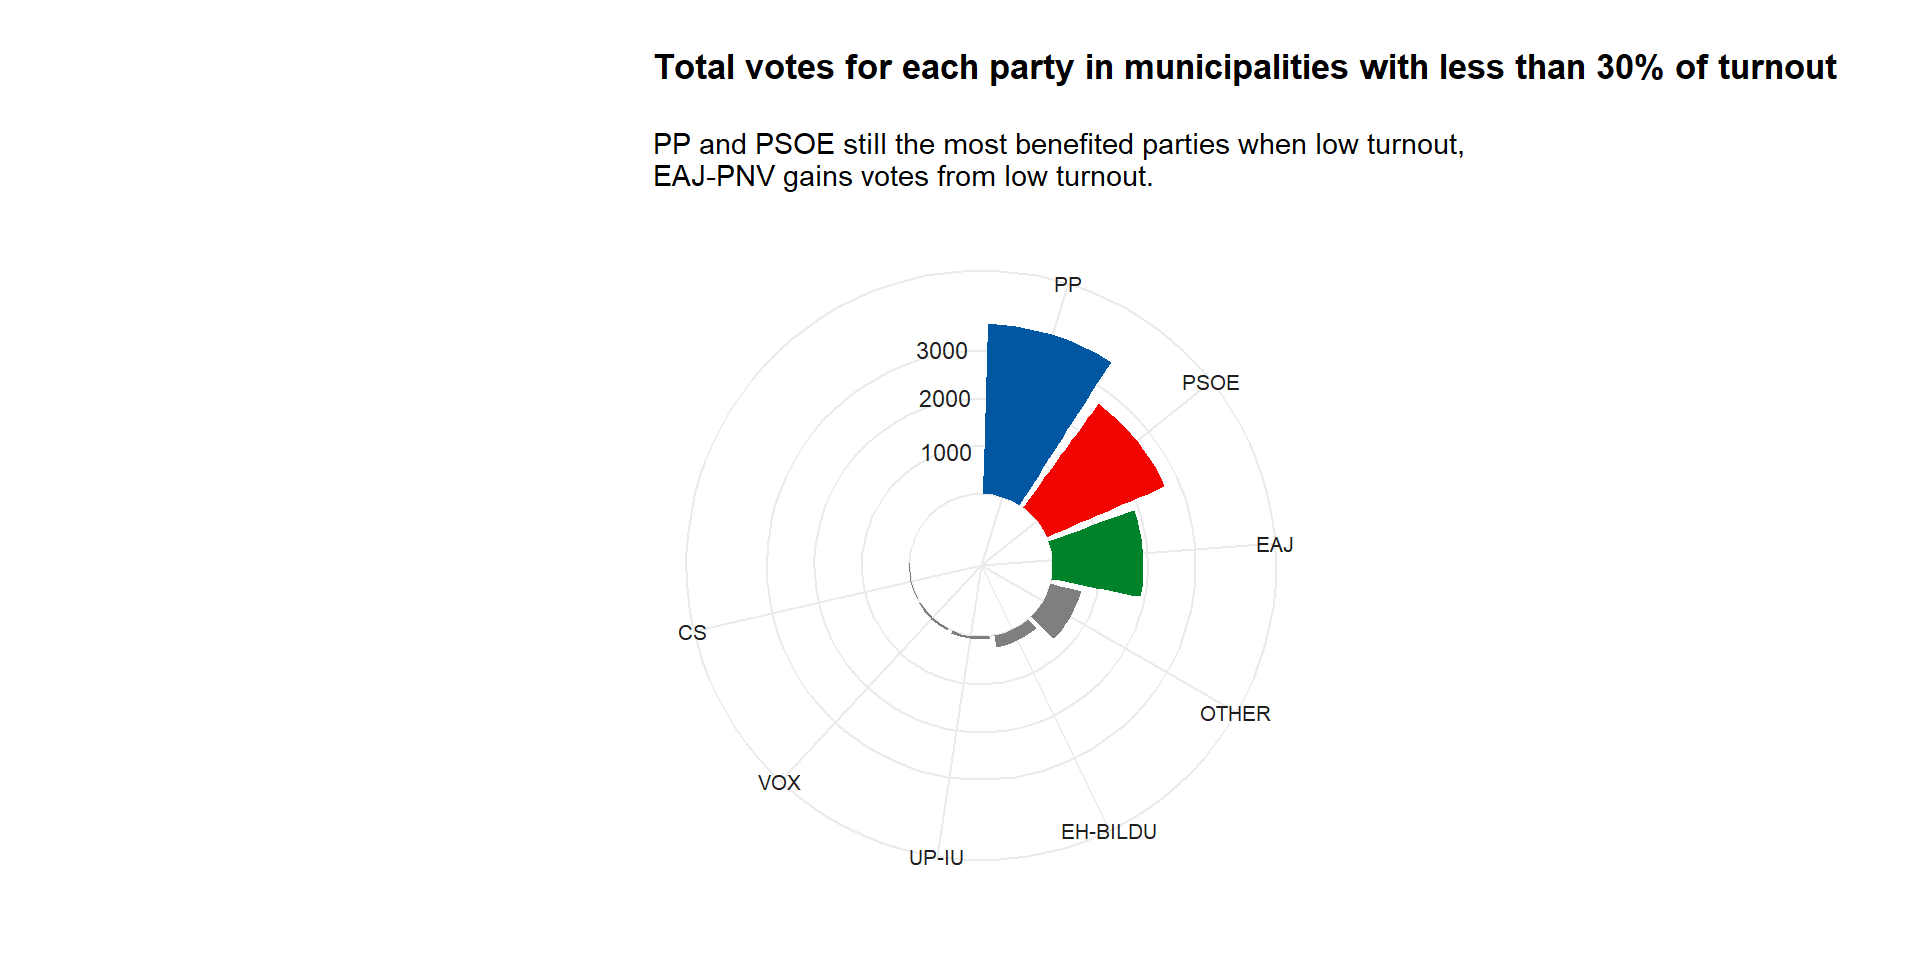 Total votes for each party in municipalities with less than 30% of turnout
PP and PSOE still the most benefited parties when low turnout,
EAJ-PNV gains votes from low turnout.
PP
3000
PSOE
2000
1000
EAJ
CS
OTHER
VOX
EH-BILDU
UP-IU